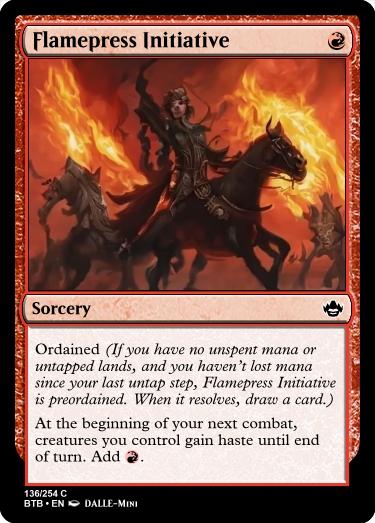 Flamepress Initiative
Sorcery
Ordained (If you have no unspent mana or
untapped lands, and you haven't lost mana
since your last untap step, Flamepress Initiative
is preordained. When it resolves, draw a card.)
At the beginning of your next combat,
creatures you control gain haste until end
of turn. Add .
136/254 C
BTB • EN DALLE-Mini